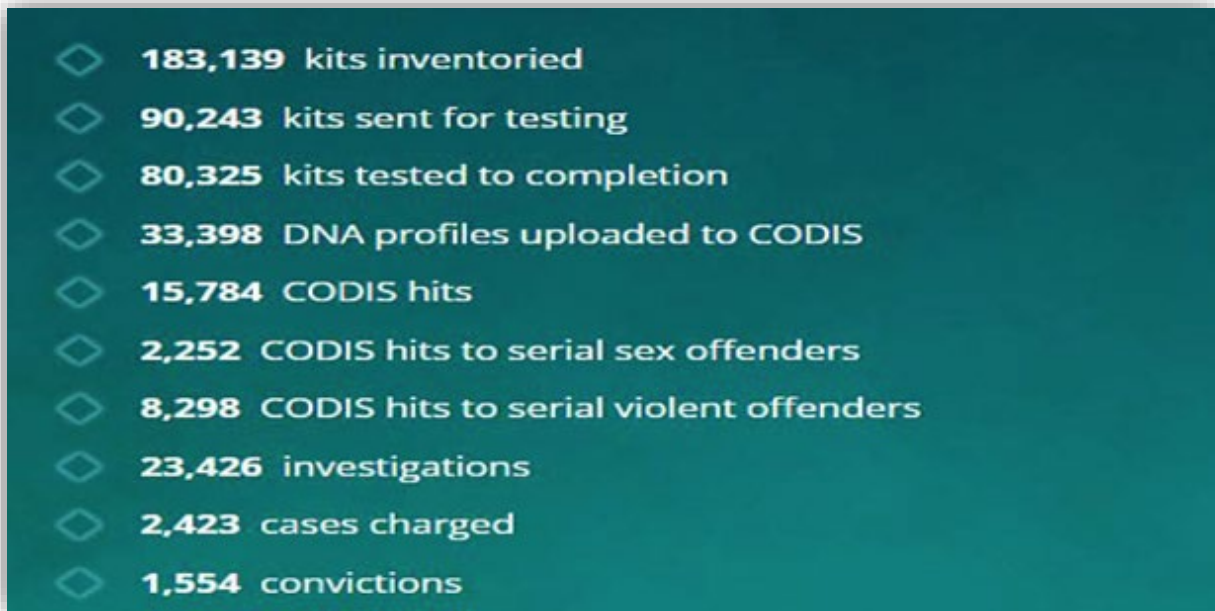 183,139 kits inventoried
90,243 kits sent for testing
80,325 kits tested to completion
33,398 DNA profiles uploaded to CODIS
15,784 CODIS hits
2,252 CODIS hits to serial sex offenders
8,298 CODIS hits to serial violent offenders
23,426 investigations
2,423 cases charged
1,554 convictions